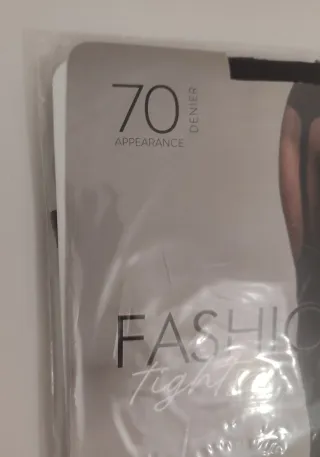 70 DENIER
APPEARANCE
FASHIO
Tight